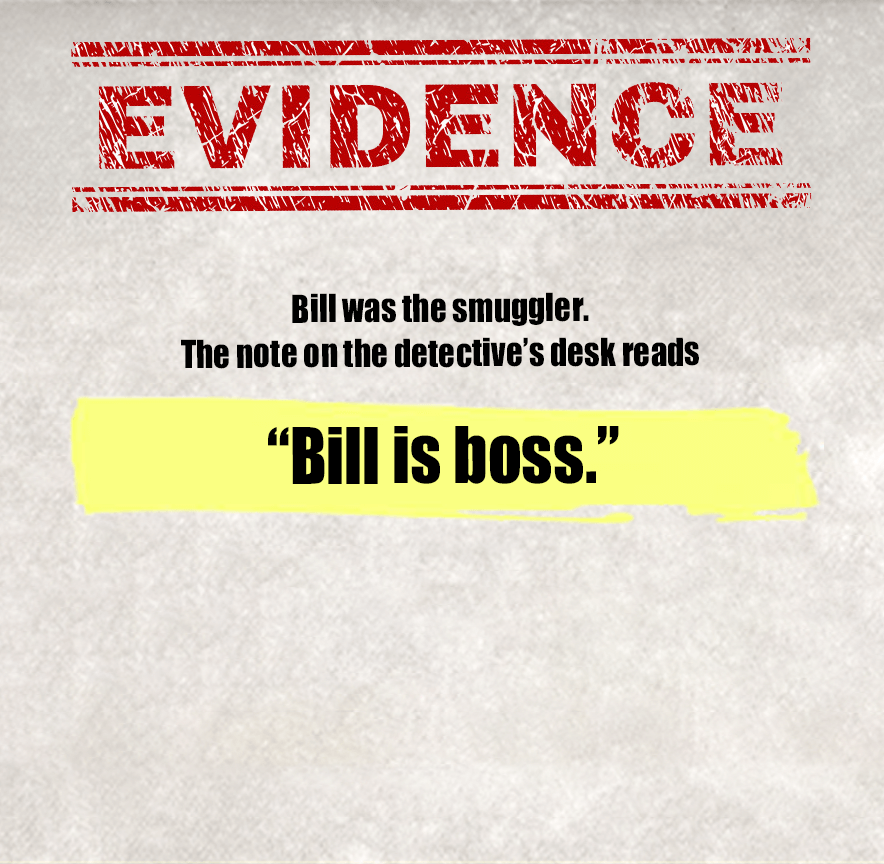 EVIDENCE
Bill was the smuggler.
The note on the detective’s desk reads
“Bill is boss.”